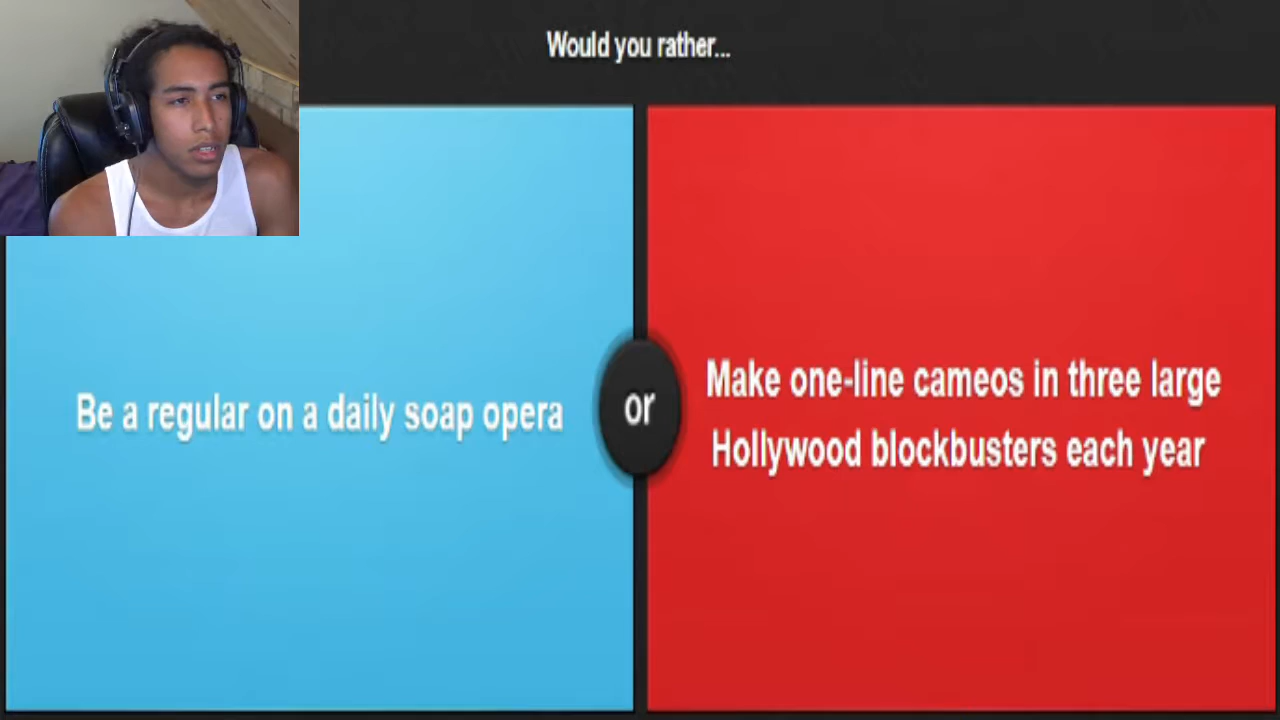 Would you rather...
Be a regular on a daily soap opera
or
Make one-line cameos in three large
Hollywood blockbusters each year